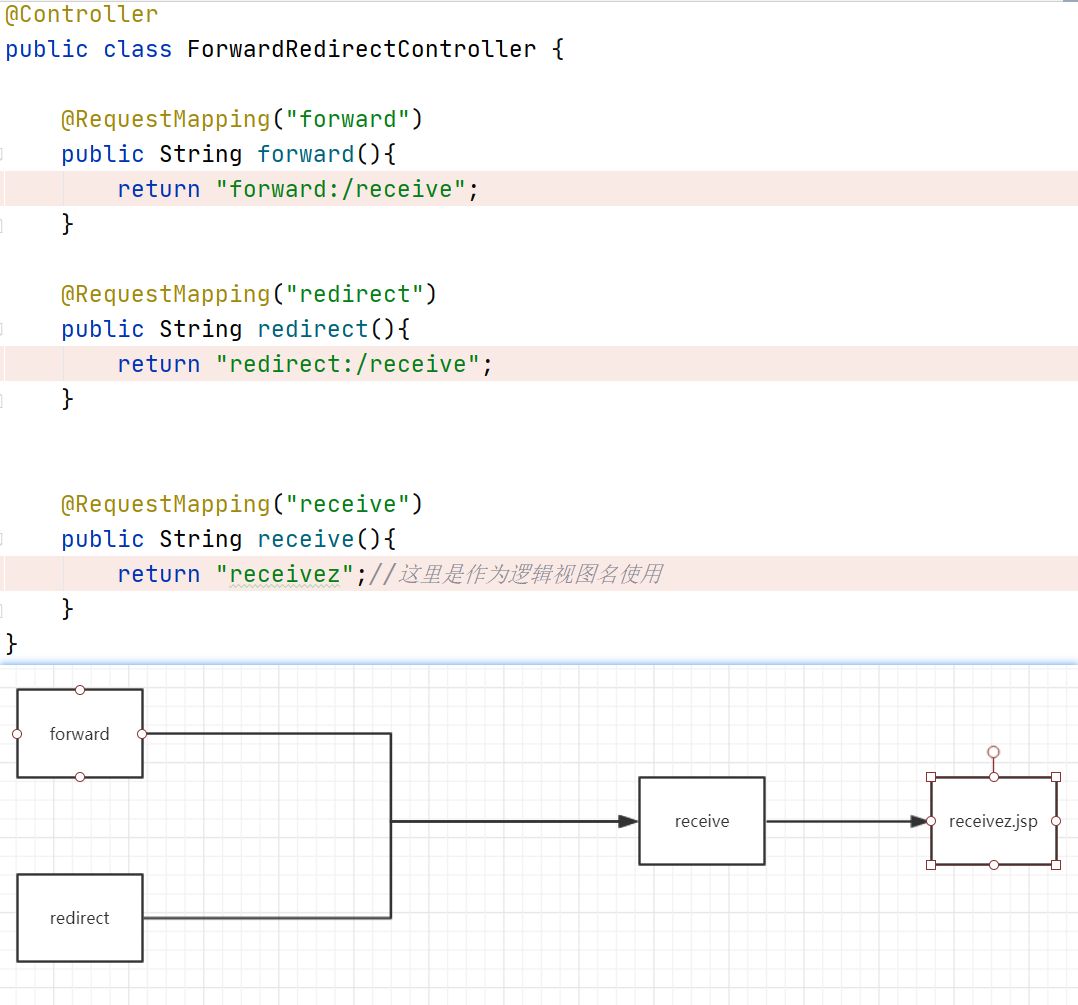 @Controller
public class ForwardRedirectController {
@RequestMapping("forward")
public String forward(){
return "forward:/receive";
}
@RequestMapping("redirect")
public String redirect(){
return "redirect:/receive";
}
@RequestMapping("receive")
public String receive(){
return "receivez";//这里是作为逻辑视图名使用
}
}
forward
receive
receivez.jsp
redirect